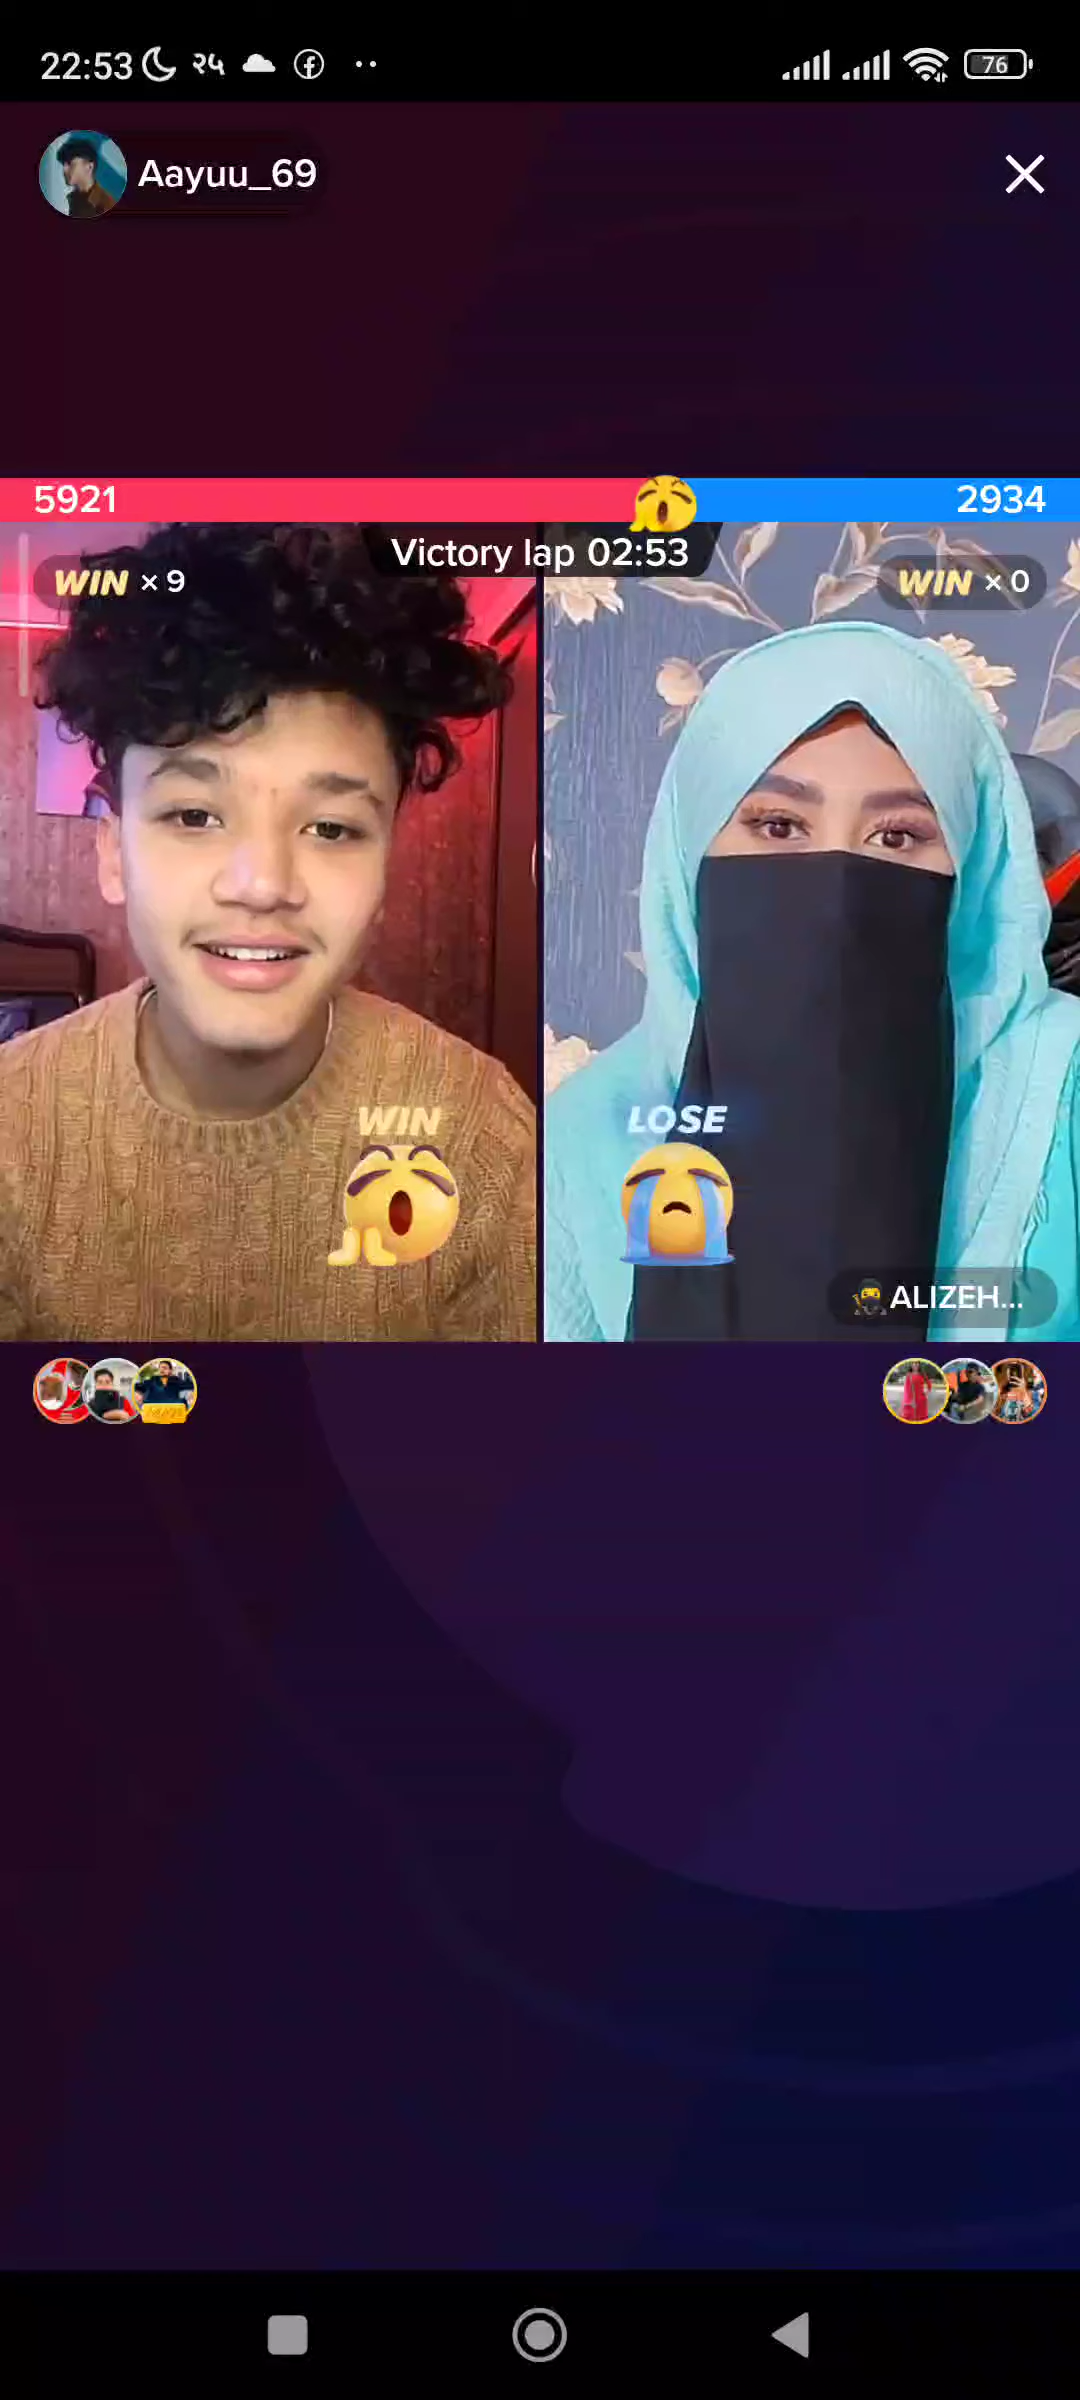 22:53 २५ 76
Aayuu_69
5921 2934
Victory lap 02:53
WIN × 9 WIN × 0
WIN LOSE
ALIZEH...